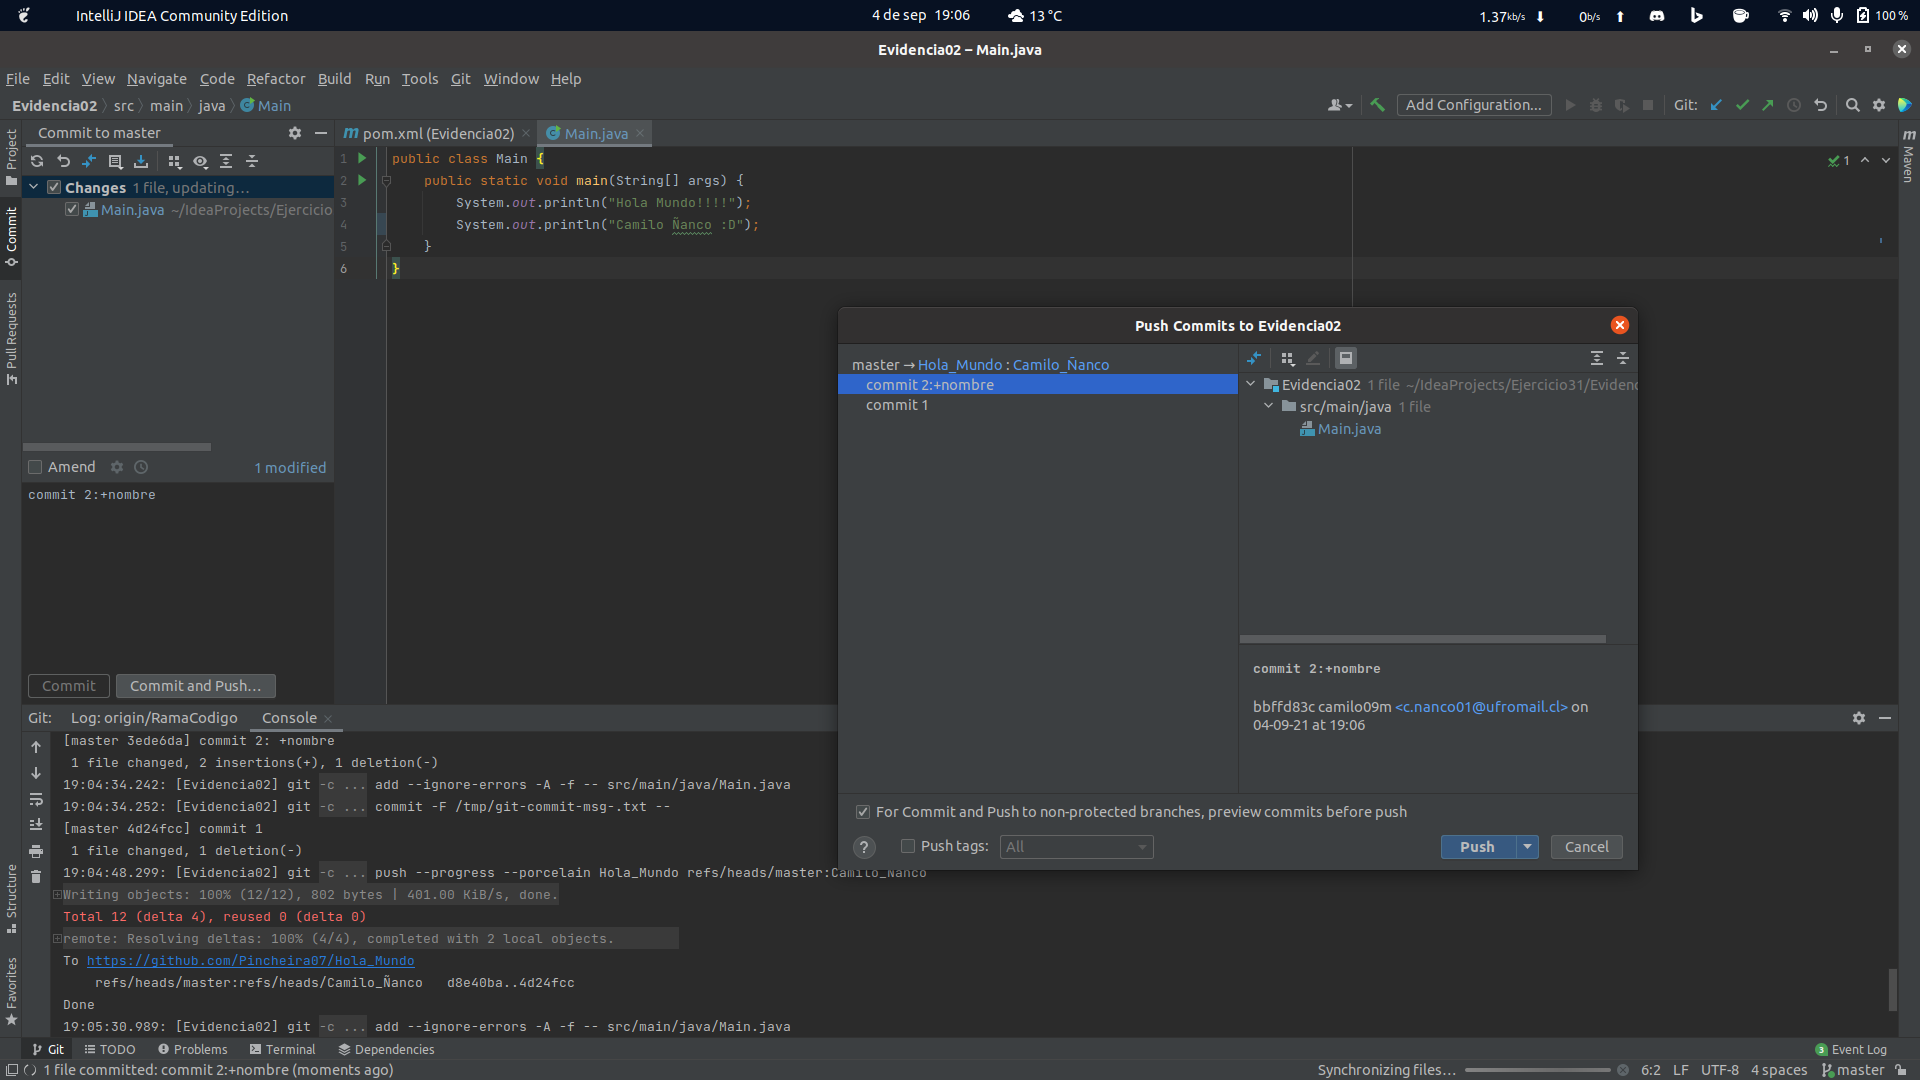 IntelliJ IDEA Community Edition
4 de sep 19:06
13 °C
1.37kb/s
0b/s
100 %
Evidencia02 – Main.java
File Edit View Navigate Code Refactor Build Run Tools Git Window Help
Evidencia02 src main java Main
Add Configuration...
Git:
Project
Commit
Pull Requests
Structure
Favorites
Commit to master
Changes 1 file, updating...
Main.java ~/IdeaProjects/Ejercicio
Amend
1 modified
commit 2:+nombre
Commit
Commit and Push...
pom.xml (Evidencia02)
Main.java
1 public class Main {
2 public static void main(String[] args) {
3 System.out.println("Hola Mundo!!!!");
4 System.out.println("Camilo Ñanco :D");
5 }
6 }
1
Maven
Push Commits to Evidencia02
master → Hola_Mundo : Camilo_Ñanco
commit 2:+nombre
commit 1
Evidencia02 1 file ~/IdeaProjects/Ejercicio31/Evidenc
src/main/java 1 file
Main.java
commit 2:+nombre
bbffd83c camilo09m <c.nanco01@ufromail.cl> on
04-09-21 at 19:06
For Commit and Push to non-protected branches, preview commits before push
?
Push tags:
All
Push
Cancel
Git:
Log: origin/RamaCodigo
Console
[master 3ede6da] commit 2: +nombre
1 file changed, 2 insertions(+), 1 deletion(-)
19:04:34.242: [Evidencia02] git -c ... add --ignore-errors -A -f -- src/main/java/Main.java
19:04:34.252: [Evidencia02] git -c ... commit -F /tmp/git-commit-msg-.txt --
[master 4d24fcc] commit 1
1 file changed, 1 deletion(-)
19:04:48.299: [Evidencia02] git -c ... push --progress --porcelain Hola_Mundo refs/heads/master:Camilo_Ñanco
Writing objects: 100% (12/12), 802 bytes | 401.00 KiB/s, done.
Total 12 (delta 4), reused 0 (delta 0)
remote: Resolving deltas: 100% (4/4), completed with 2 local objects.
To https://github.com/Pincheira07/Hola_Mundo
refs/heads/master:refs/heads/Camilo_Ñanco d8e40ba..4d24fcc
Done
19:05:30.989: [Evidencia02] git -c ... add --ignore-errors -A -f -- src/main/java/Main.java
Git
TODO
Problems
Terminal
Dependencies
3 Event Log
1 file committed: commit 2:+nombre (moments ago)
Synchronizing files...
6:2 LF UTF-8 4 spaces master